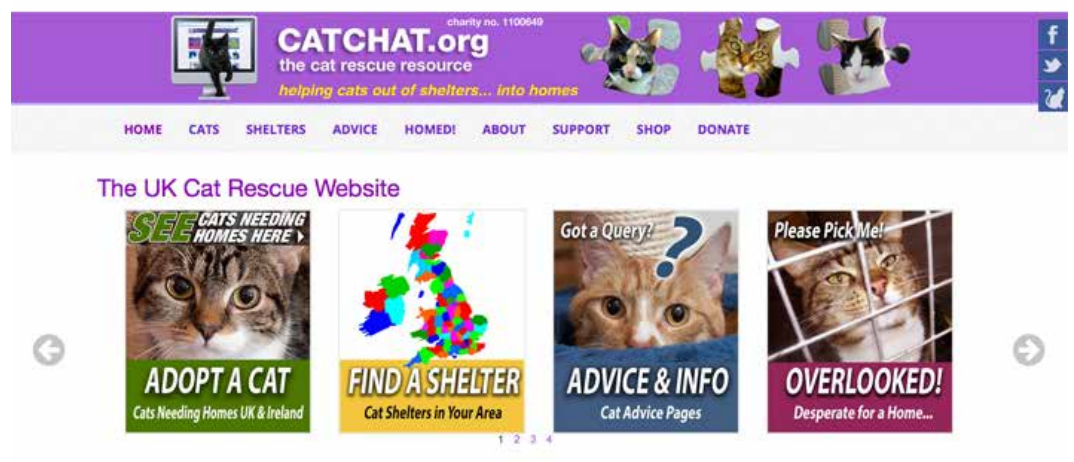 charity no. 1100649
CATCHAT.org
the cat rescue resource
helping cats out of shelters... into homes
HOME CATS SHELTERS ADVICE HOMED! ABOUT SUPPORT SHOP DONATE
The UK Cat Rescue Website
SEE CATS NEEDING
HOMES HERE
ADOPT A CAT
Cats Needing Homes UK & Ireland
FIND A SHELTER
Cat Shelters in Your Area
Got a Query?
?
ADVICE & INFO
Cat Advice Pages
Please Pick Me!
OVERLOOKED!
Desperate for a Home...
1 2 3 4